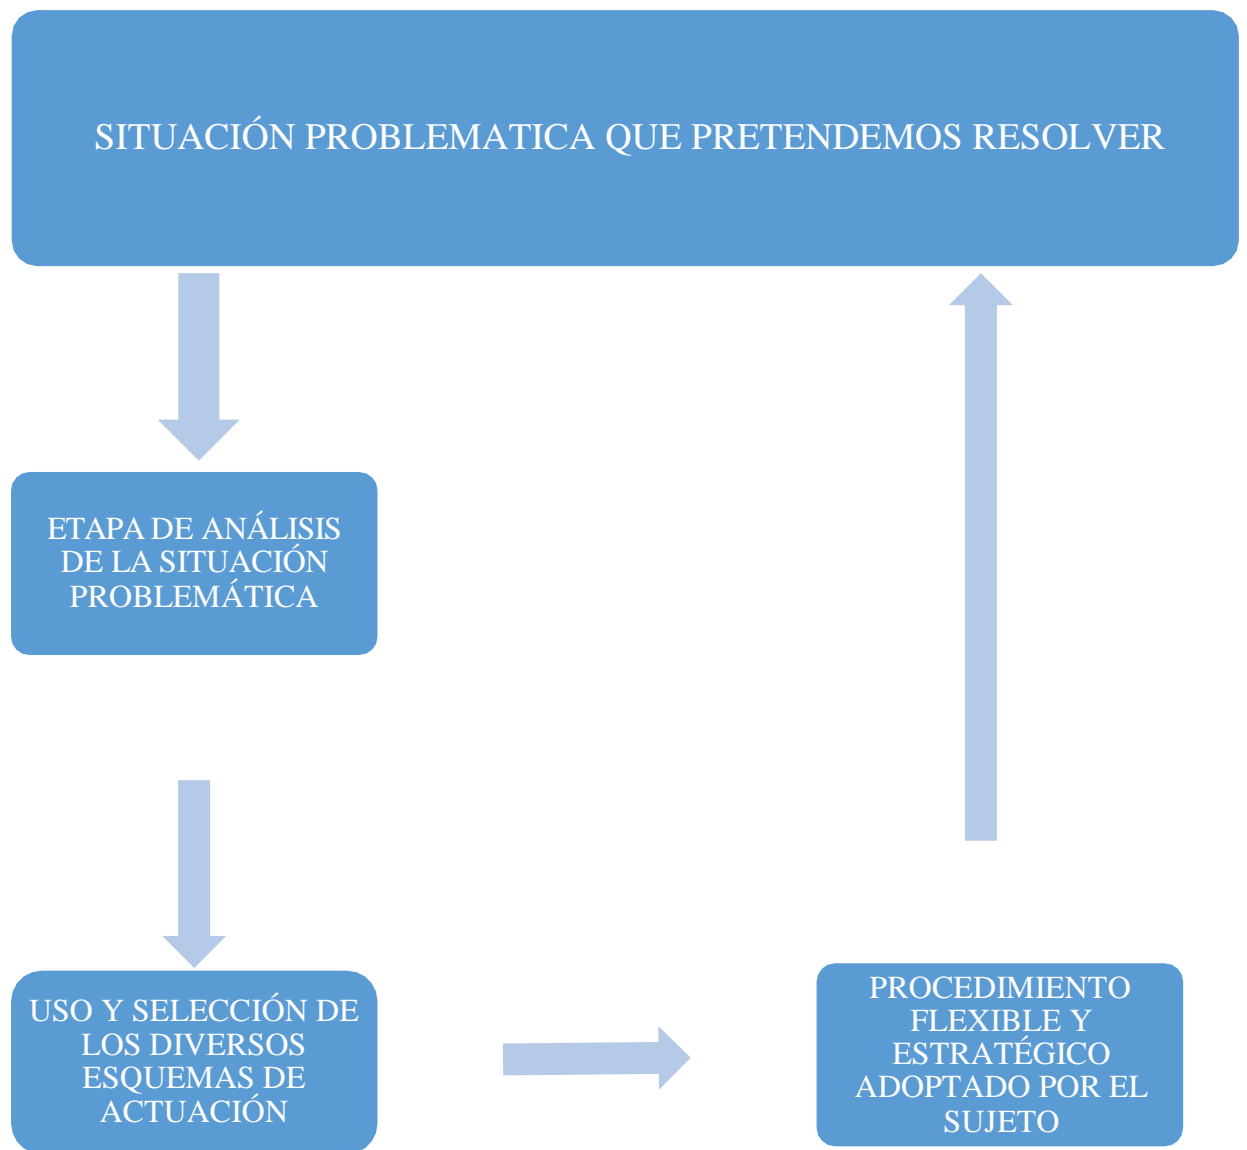 SITUACIÓN PROBLEMATICA QUE PRETENDEMOS RESOLVER
ETAPA DE ANÁLISIS
DE LA SITUACIÓN
PROBLEMÁTICA
USO Y SELECCIÓN DE
LOS DIVERSOS
ESQUEMAS DE
ACTUACIÓN
PROCEDIMIENTO
FLEXIBLE Y
ESTRATÉGICO
ADOPTADO POR EL
SUJETO